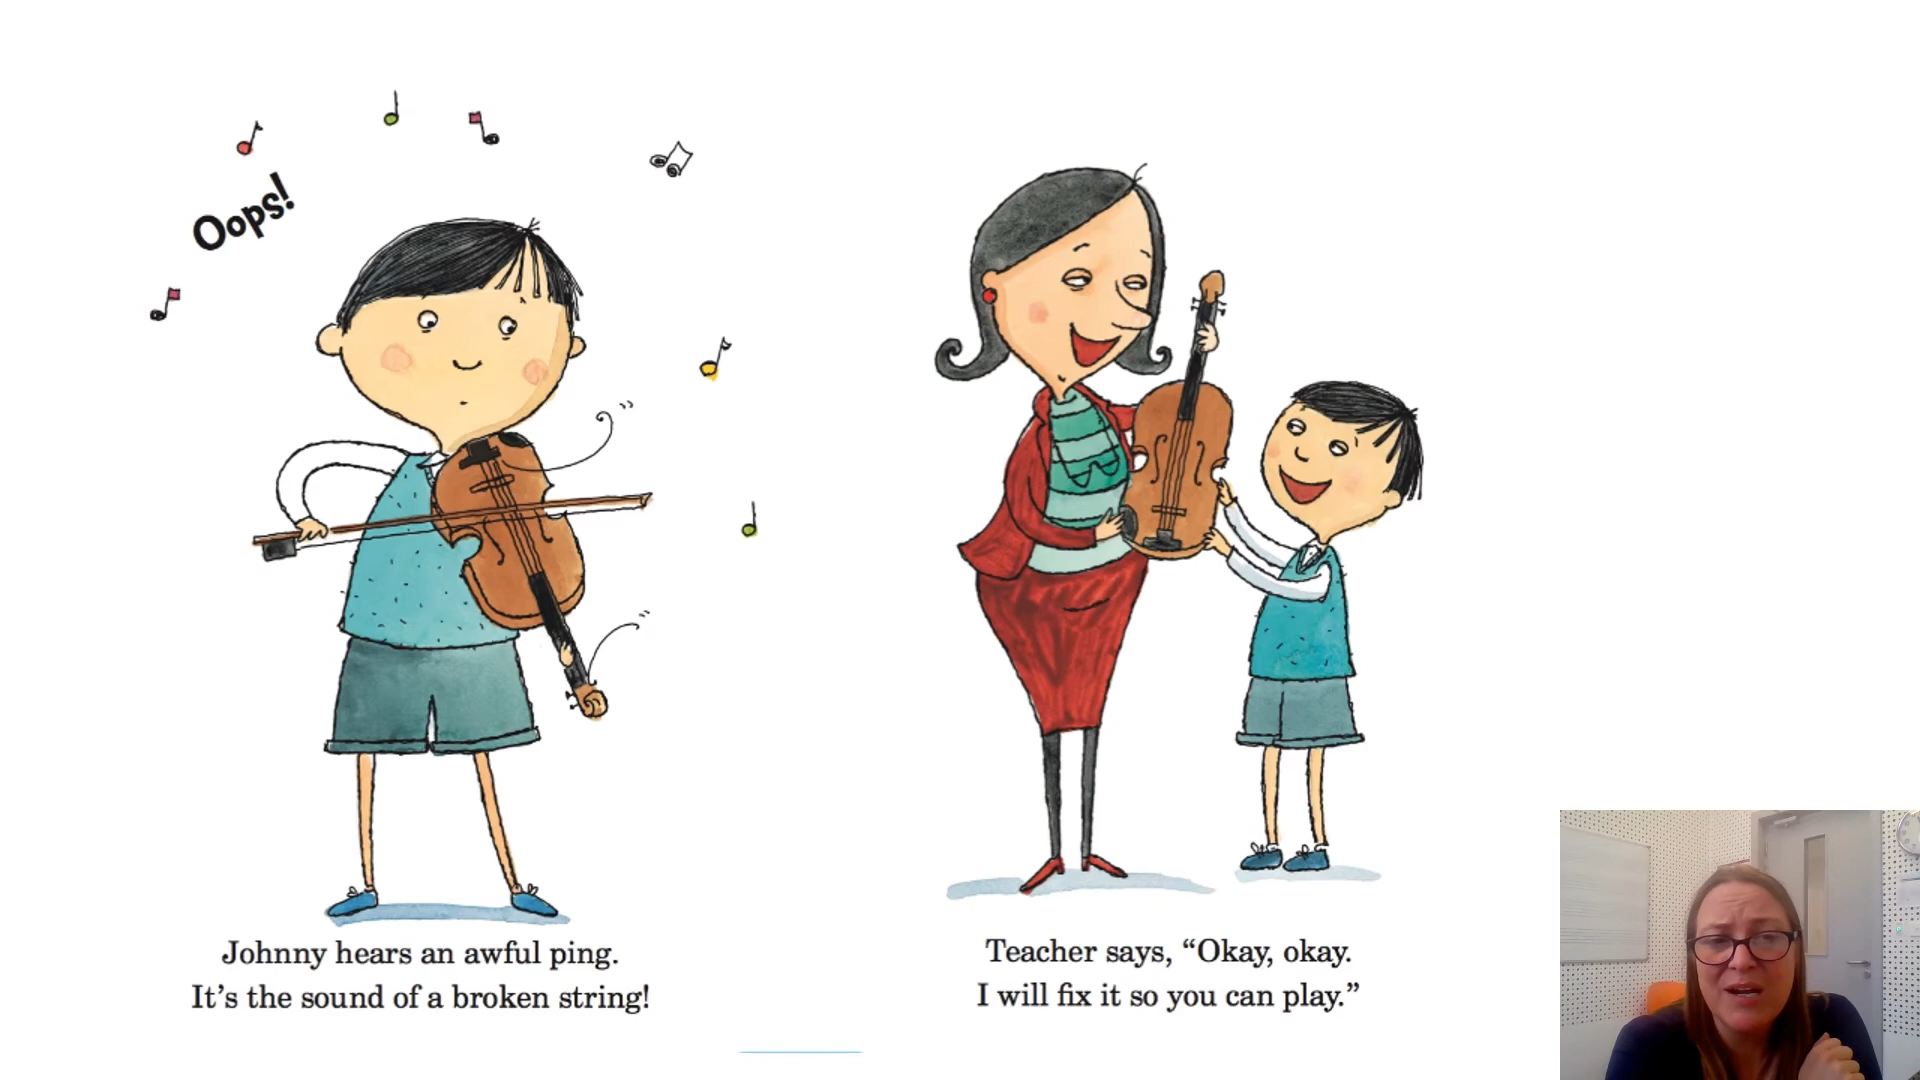 Oops!
Johnny hears an awful ping.
It’s the sound of a broken string!
Teacher says, “Okay, okay.
I will fix it so you can play.”